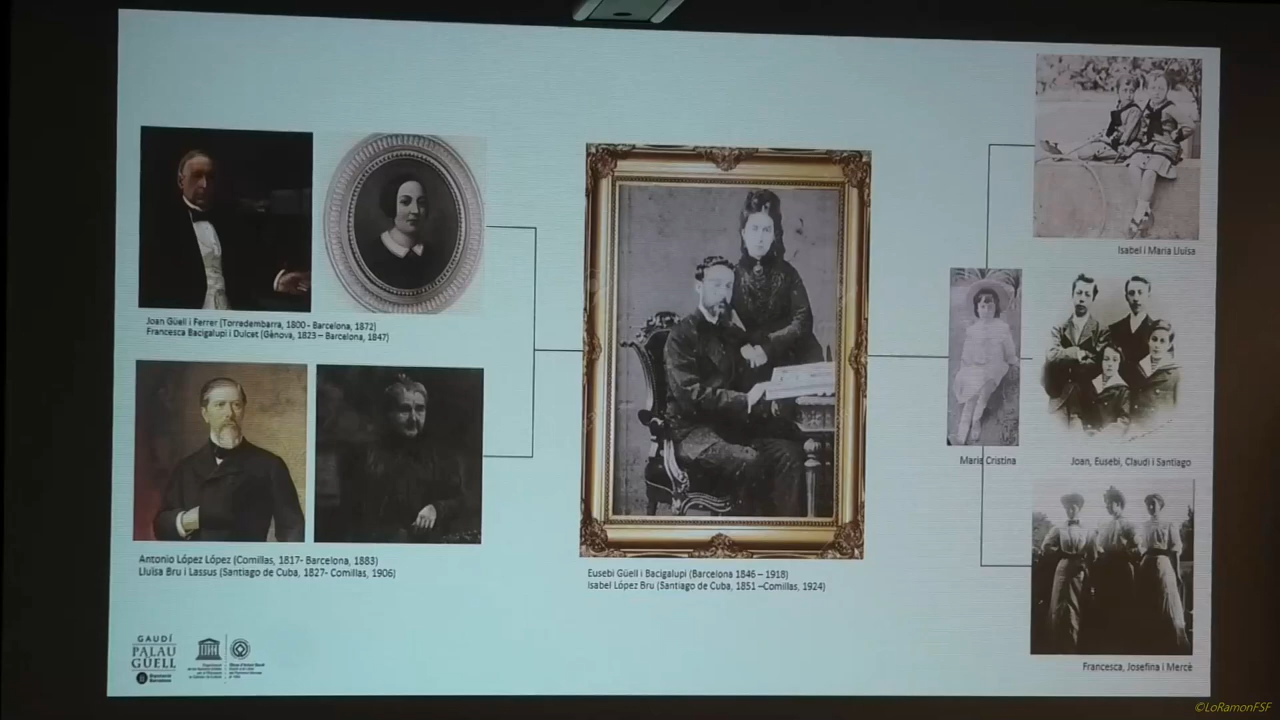 Joan Güell i Ferrer (Torredembarra, 1800 - Barcelona, 1872)
Francesca Bacigalupi i Dulcet (Gènova, 1823 – Barcelona, 1847)
Antonio López López (Comillas, 1817- Barcelona, 1883)
Lluïsa Bru i Lassus (Santiago de Cuba, 1827- Comillas, 1906)
Eusebi Güell i Bacigalupi (Barcelona 1846 – 1918)
Isabel López Bru (Santiago de Cuba, 1851 –Comillas, 1924)
Isabel i Maria Lluïsa
Maria Cristina
Joan, Eusebi, Claudi i Santiago
Francesca, Josefina i Mercè
GAUDÍ
PALAU
GÜELL
Diputació
Barcelona
©LoRamonFSF